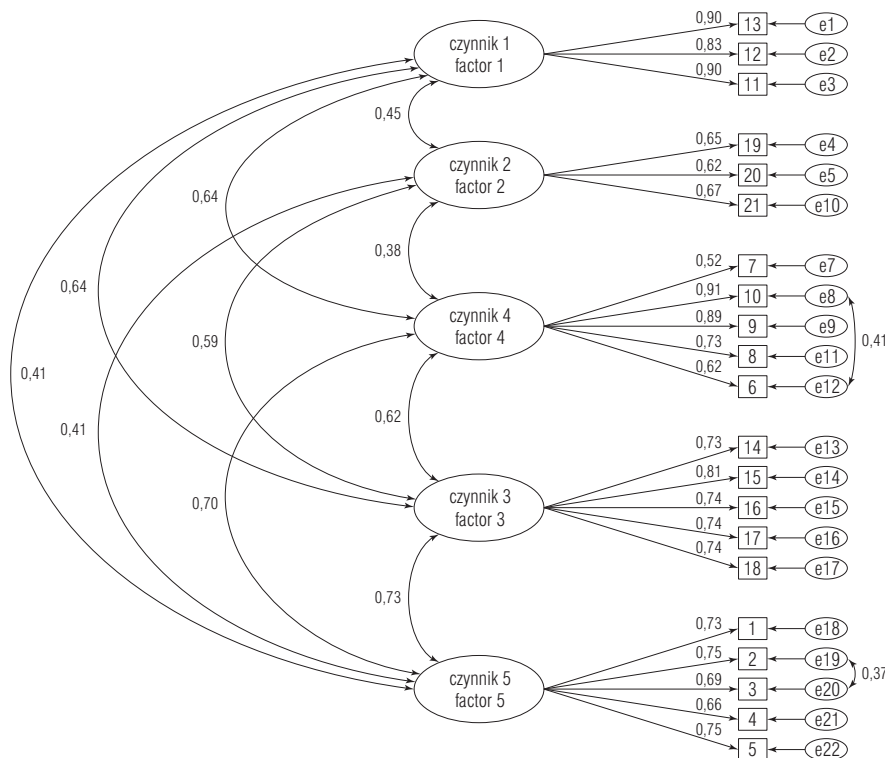 0,90
13
e1
czynnik 1
factor 1
0,83
12
e2
0,90
11
e3
0,45
0,65
19
e4
czynnik 2
factor 2
0,62
20
e5
0,67
21
e10
0,64
0,38
0,52
7
e7
0,64
0,91
10
e8
czynnik 4
factor 4
0,89
9
e9
0,41
0,59
0,73
8
e11
0,41
0,62
6
e12
0,41
0,62
0,73
14
e13
0,81
15
e14
0,70
czynnik 3
factor 3
0,74
16
e15
0,74
17
e16
0,74
18
e17
0,73
0,73
1
e18
0,75
2
e19
0,37
czynnik 5
factor 5
0,69
3
e20
0,66
4
e21
0,75
5
e22